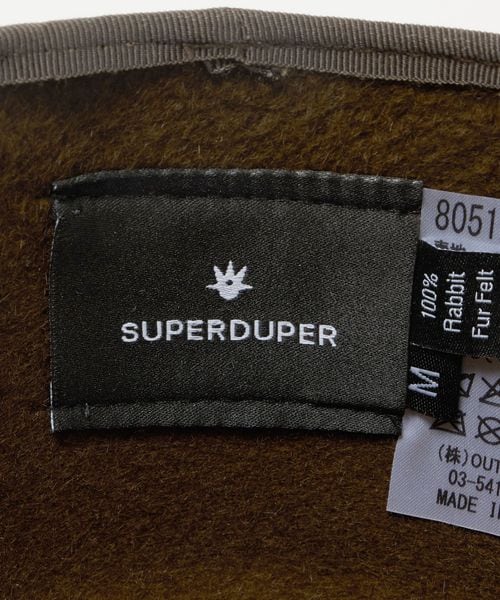 SUPERDUPER
8051
100%
Rabbit
Fur Felt
M
(株)OUT
03-541
MADE I